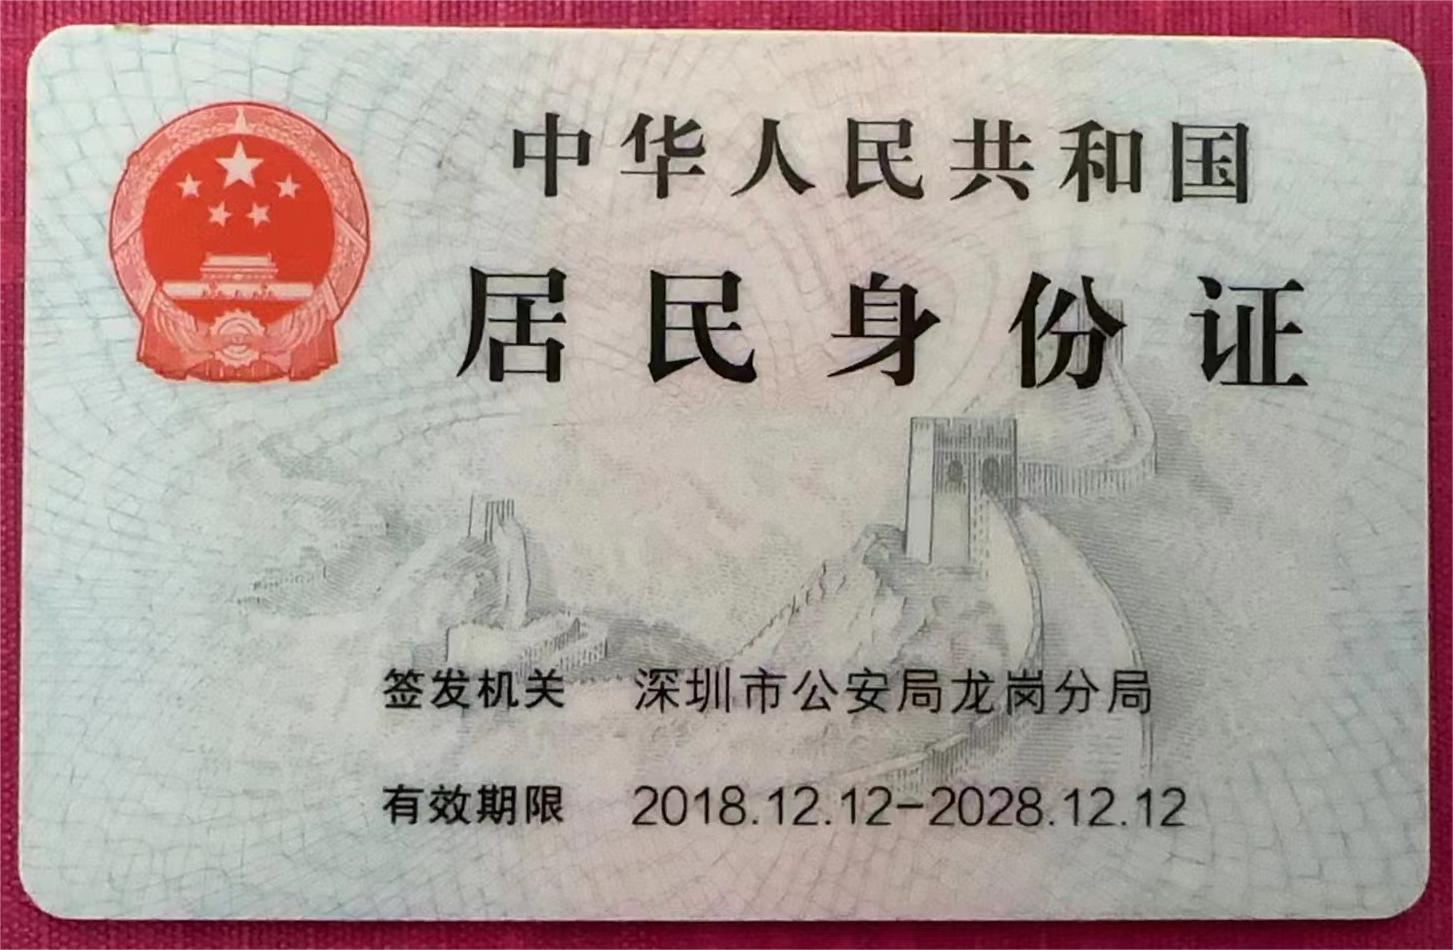 中华人民共和国
居民身份证
签发机关 深圳市公安局龙岗分局
有效期限 2018.12.12-2028.12.12